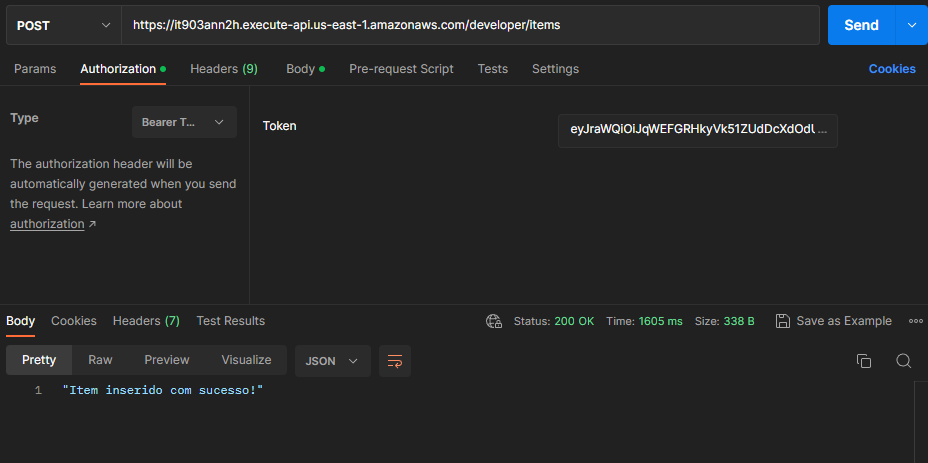 POST
https://it903ann2h.execute-api.us-east-1.amazonaws.com/developer/items
Send
Params
Authorization
Headers (9)
Body
Pre-request Script
Tests
Settings
Cookies
Type
Bearer T...
The authorization header will be
automatically generated when you send
the request. Learn more about
authorization ↗
Token
eyJraWQiOiJqWEFGRHkyVk51ZUdDcXdOdl...
Body
Cookies
Headers (7)
Test Results
Status: 200 OK
Time: 1605 ms
Size: 338 B
Save as Example
Pretty
Raw
Preview
Visualize
JSON
1 "Item inserido com sucesso!"